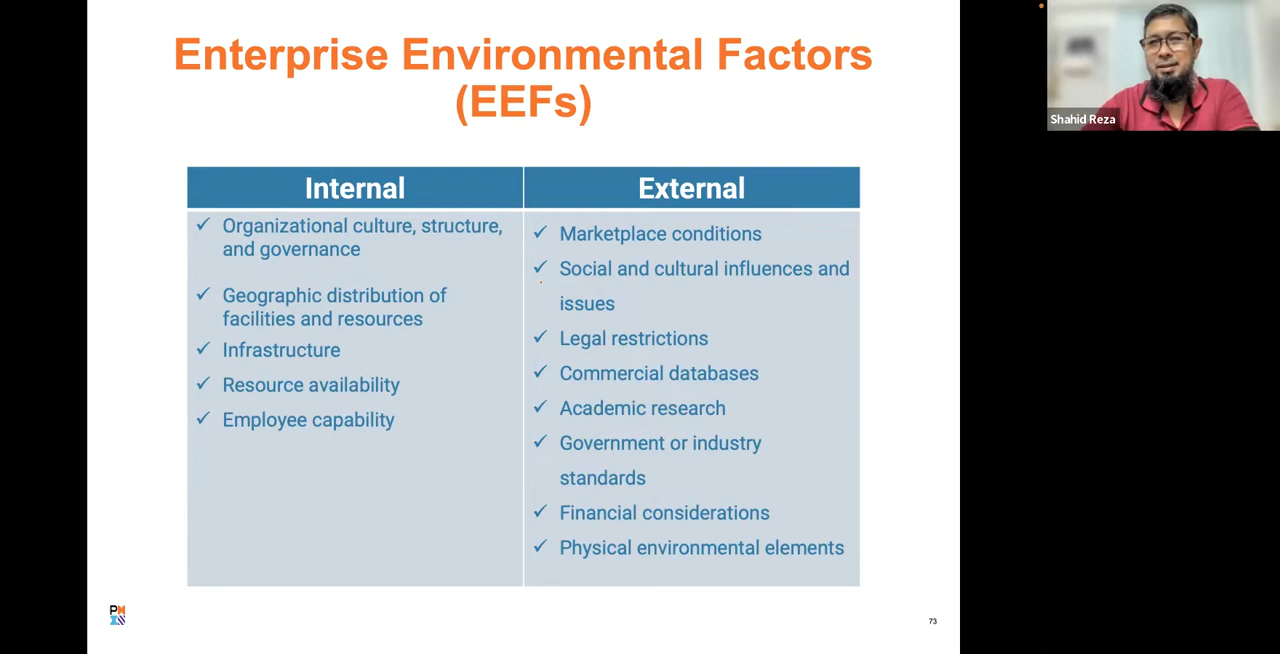 Enterprise Environmental Factors
(EEFs)
Shahid Reza
Internal
External
✓ Organizational culture, structure,
and governance
✓ Geographic distribution of
facilities and resources
✓ Infrastructure
✓ Resource availability
✓ Employee capability
✓ Marketplace conditions
✓ Social and cultural influences and
issues
✓ Legal restrictions
✓ Commercial databases
✓ Academic research
✓ Government or industry
standards
✓ Financial considerations
✓ Physical environmental elements
73